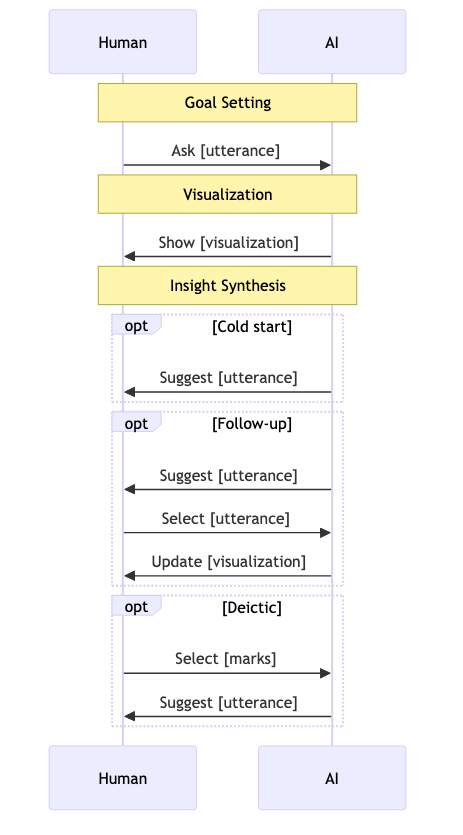 Human AI
Goal Setting
Ask [utterance]
Visualization
Show [visualization]
Insight Synthesis
opt [Cold start]
Suggest [utterance]
opt [Follow-up]
Suggest [utterance]
Select [utterance]
Update [visualization]
opt [Deictic]
Select [marks]
Suggest [utterance]
Human AI